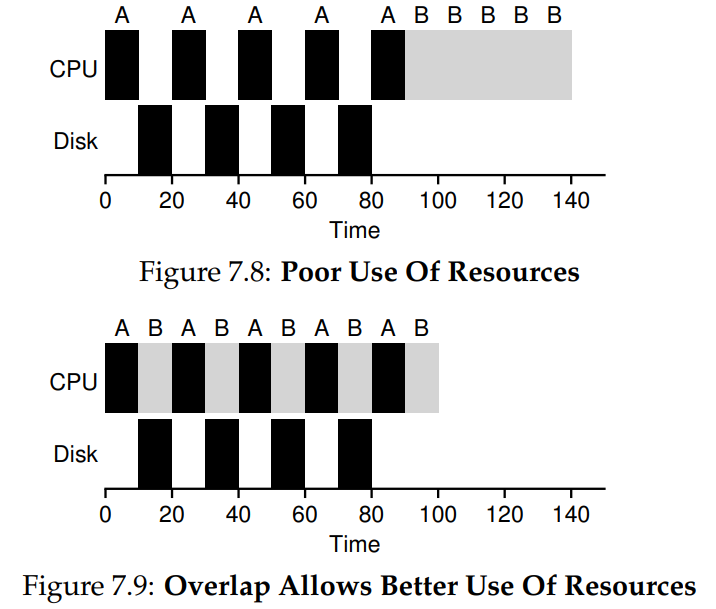 A A A A A B B B B B
CPU
Disk
0 20 40 60 80 100 120 140
Time
Figure 7.8: Poor Use Of Resources
A B A B A B A B A B
CPU
Disk
0 20 40 60 80 100 120 140
Time
Figure 7.9: Overlap Allows Better Use Of Resources